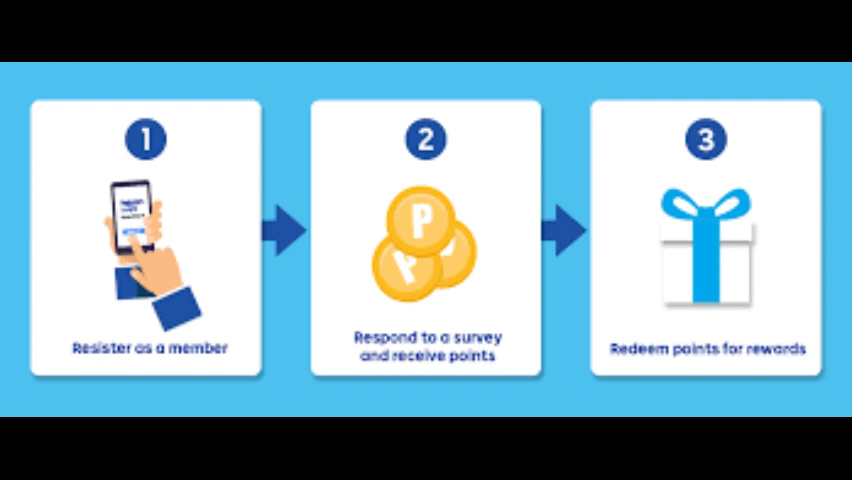 1
Resister as a member
2
P
P
Respond to a survey
and receive points
3
Redeem points for rewards